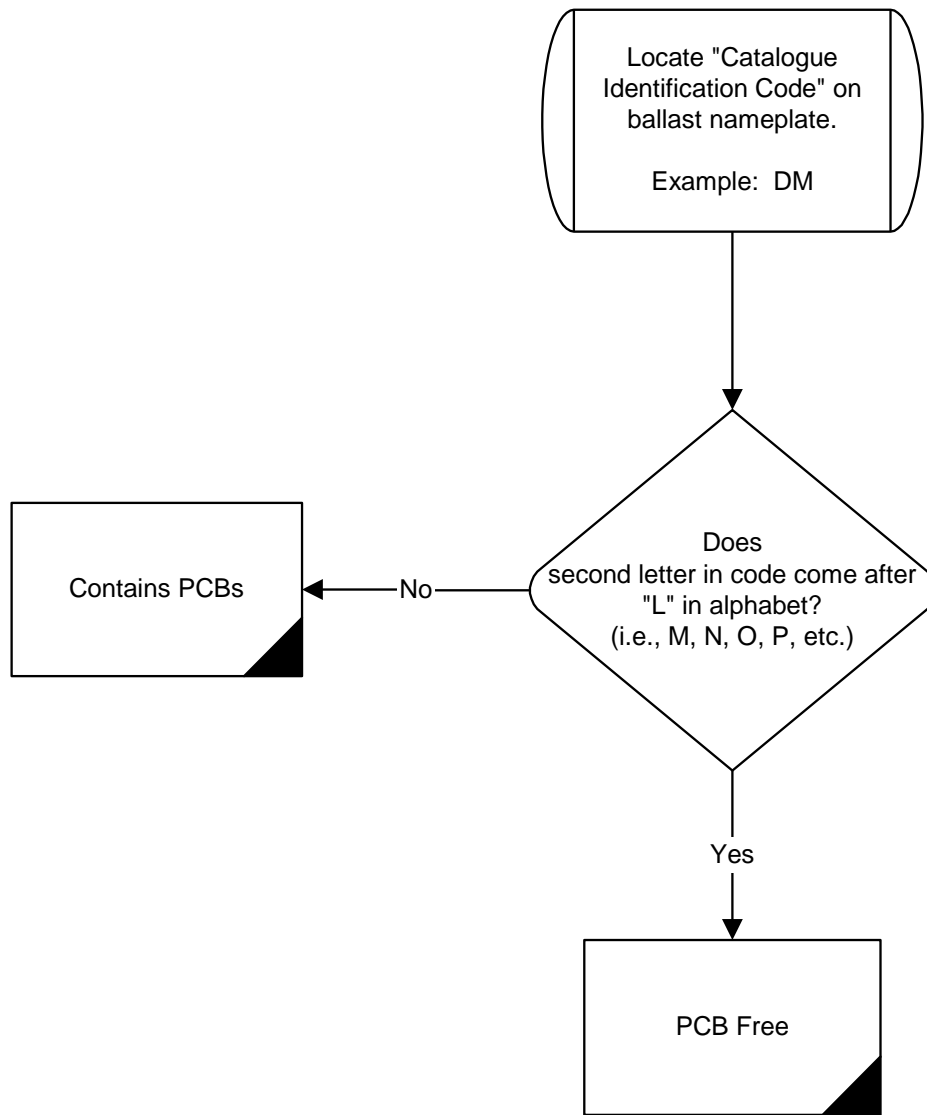 Locate "Catalogue
Identification Code" on
ballast nameplate.
Example:  DM
Does
second letter in code come after
"L" in alphabet?
(i.e., M, N, O, P, etc.)
No
Contains PCBs
Yes
PCB Free